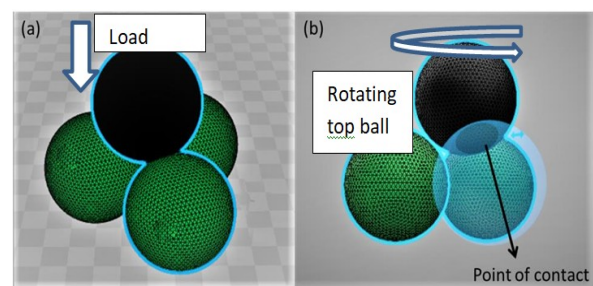 (a)
Load
(b)
Rotating
top ball
Point of contact